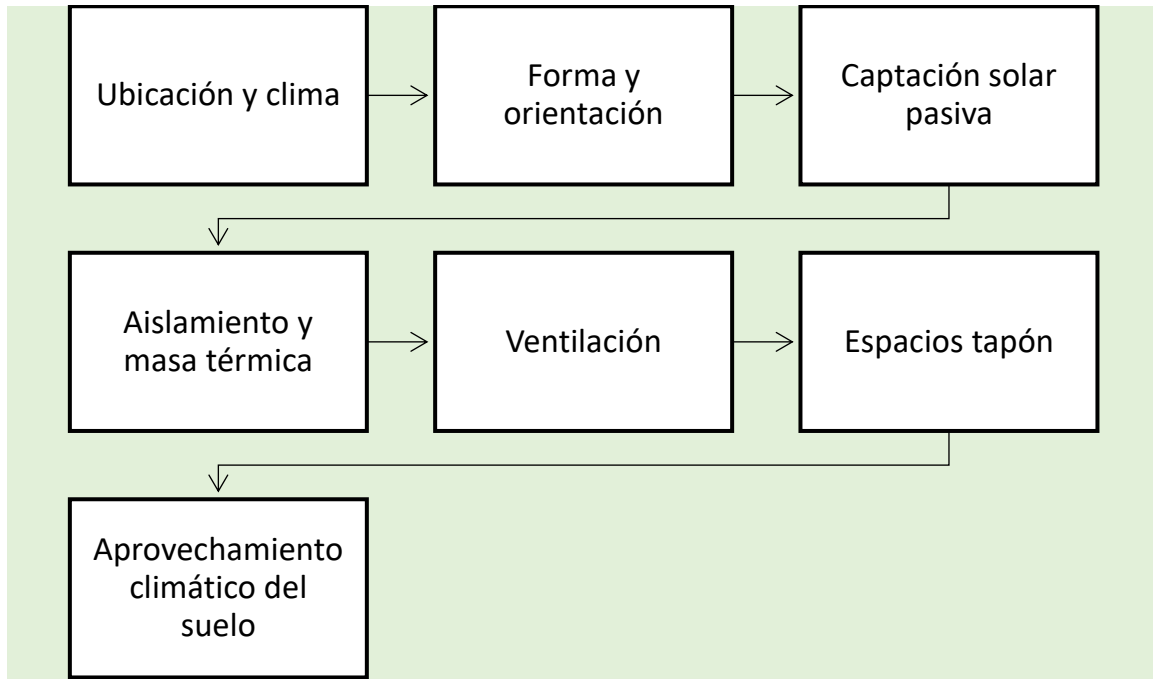 Ubicación y clima
Forma y
orientación
Captación solar
pasiva
Aislamiento y
masa térmica
Ventilación
Espacios tapón
Aprovechamiento
climático del
suelo